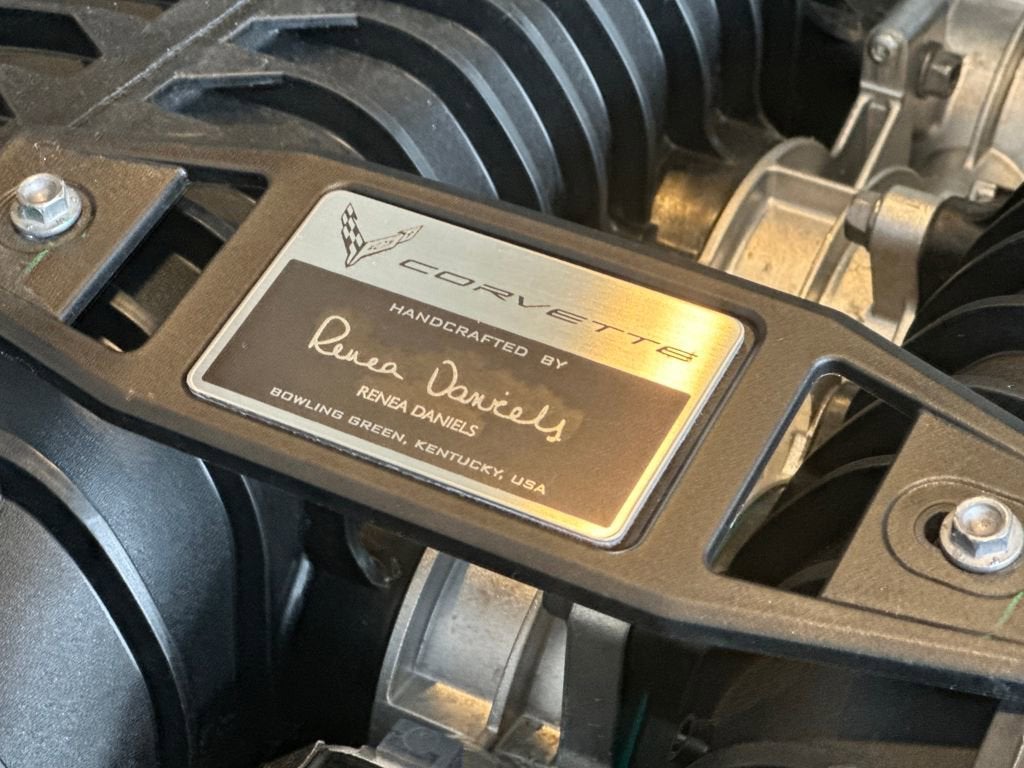 CORVETTE
HANDCRAFTED BY
Renea Daniels
RENEA DANIELS
BOWLING GREEN, KENTUCKY, USA